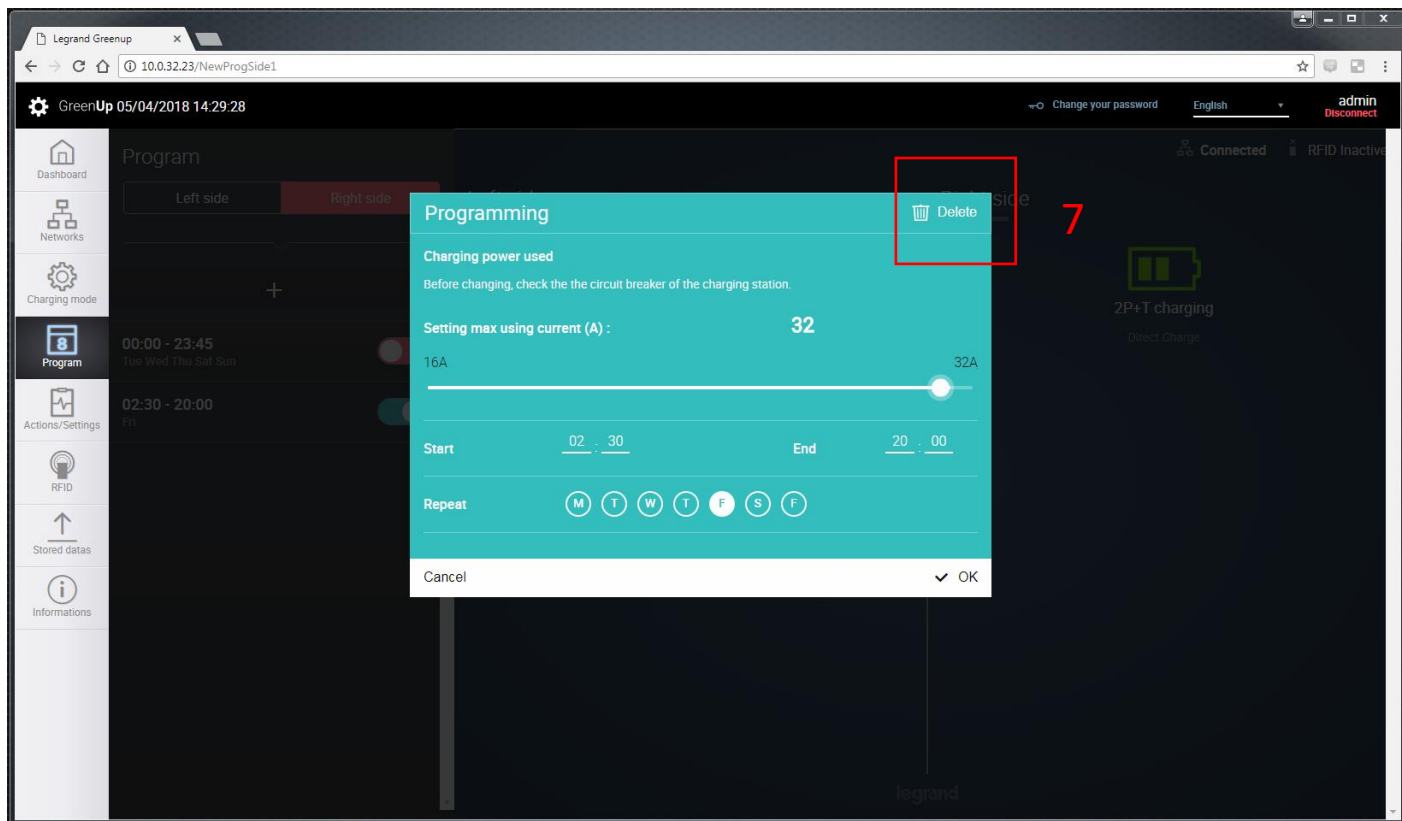 Legrand Greenup
10.0.32.23/NewProgSide1
GreenUp 05/04/2018 14:29:28
Change your password
English
admin
Disconnect
Dashboard
Networks
Charging mode
8
Program
Actions/Settings
RFID
Stored datas
Informations
Program
Left side
Right side
+
00:00 - 23:45
Tue Wed Thu Sat Sun
02:30 - 20:00
Fri
Connected
RFID Inactive
side
7
2P+T charging
Direct Charge
Programming
Delete
Charging power used
Before changing, check the the circuit breaker of the charging station.
Setting max using current (A) : 32
16A 32A
Start 02 : 30 End 20 : 00
Repeat M T W T F S F
Cancel OK
legrand